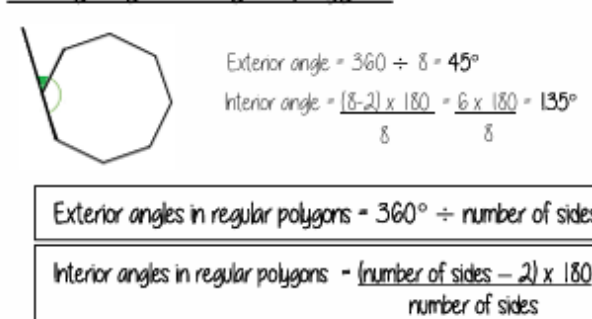 Exterior angle = 360 ÷ 8 = 45°
Interior angle = (8-2) x 180 = 6 x 180 = 135°
8 8
Exterior angles in regular polygons = 360° ÷ number of sides
Interior angles in regular polygons = (number of sides – 2) x 180
number of sides